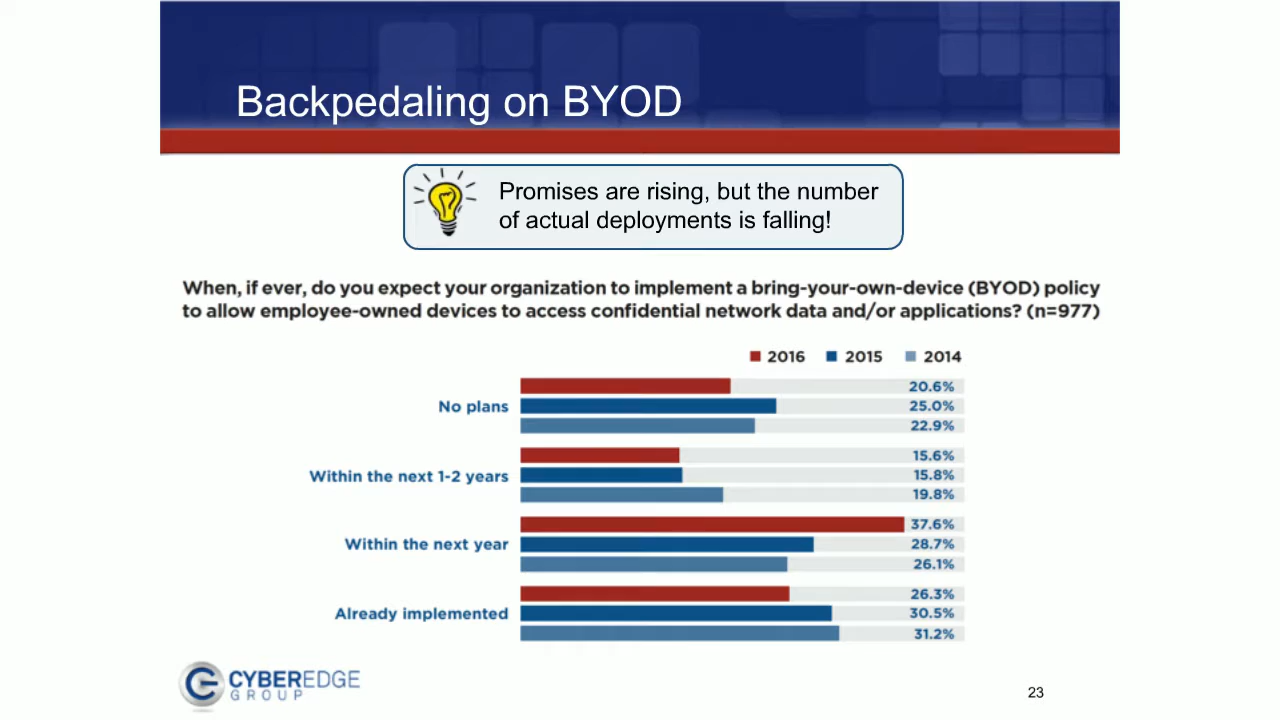 Backpedaling on BYOD
Promises are rising, but the number
of actual deployments is falling!
When, if ever, do you expect your organization to implement a bring-your-own-device (BYOD) policy
to allow employee-owned devices to access confidential network data and/or applications? (n=977)
2016 2015 2014
No plans
20.6%
25.0%
22.9%
Within the next 1-2 years
15.6%
15.8%
19.8%
Within the next year
37.6%
28.7%
26.1%
Already implemented
26.3%
30.5%
31.2%
CYBEREDGE
GROUP
23